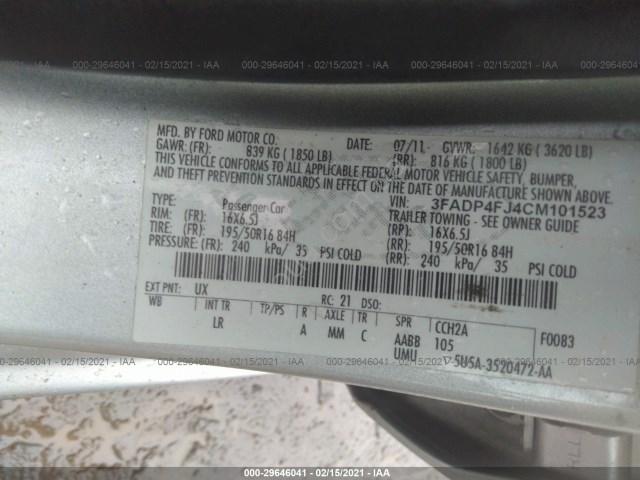 000-29646041 - 02/15/2021 - IAA
MFD. BY FORD MOTOR CO.
DATE: 07/11 GVWR: 1642 KG ( 3620 LB)
GAWR: (FR): 839 KG ( 1850 LB) (RR): 816 KG ( 1800 LB)
THIS VEHICLE CONFORMS TO ALL APPLICABLE FEDERAL MOTOR VEHICLE SAFETY, BUMPER,
AND THEFT PREVENTION STANDARDS IN EFFECT ON THE DATE OF MANUFACTURE SHOWN ABOVE.
VIN: 3FADP4FJ4CM101523
TYPE: Passenger Car TRAILER TOWING - SEE OWNER GUIDE
RIM: (FR): 16X6.5J (RR): 16X6.5J
TIRE: (FR): 195/50R16 84H (RR): 195/50R16 84H
PRESSURE: (FR): 240 kPa/ 35 PSI COLD (RR): 240 kPa/ 35 PSI COLD
EXT PNT: UX RC: 21 DSO:
WB INT TR TP/PS R AXLE TR SPR CCH2A F0083
LR A MM C AABB 105
UMU 5U5A-3520472-AA
000-29646041 - 02/15/2021 - IAA